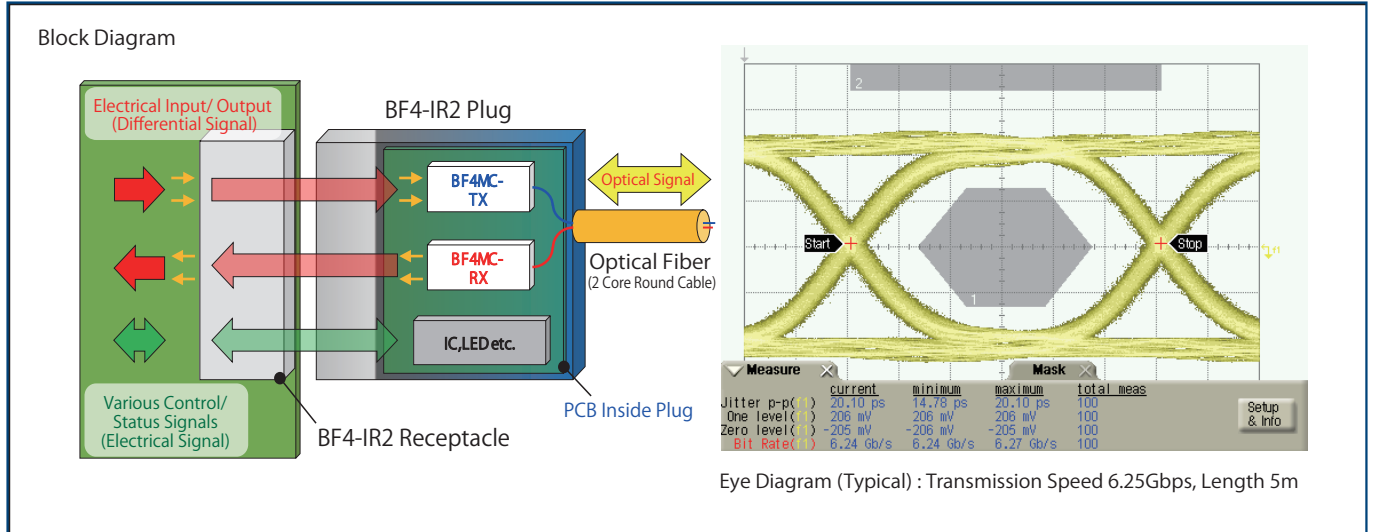 Block Diagram
Electrical Input/ Output
(Differential Signal)
BF4-IR2 Plug
BF4MC-
TX
Optical Signal
BF4MC-
RX
Optical Fiber
(2 Core Round Cable)
IC,LED etc.
Various Control/
Status Signals
(Electrical Signal)
PCB Inside Plug
BF4-IR2 Receptacle
2
Start
Stop
f1
1
Measure Mask
current minimum maximum total meas
Jitter p-p(f1) 20.10 ps 14.78 ps 20.10 ps 100
One level(f1) 206 mV 206 mV 206 mV 100
Zero level(f1) -205 mV -206 mV -205 mV 100
Bit Rate(f1) 6.24 Gb/s 6.24 Gb/s 6.27 Gb/s 100
Setup
& Info
Eye Diagram (Typical) : Transmission Speed 6.25Gbps, Length 5m